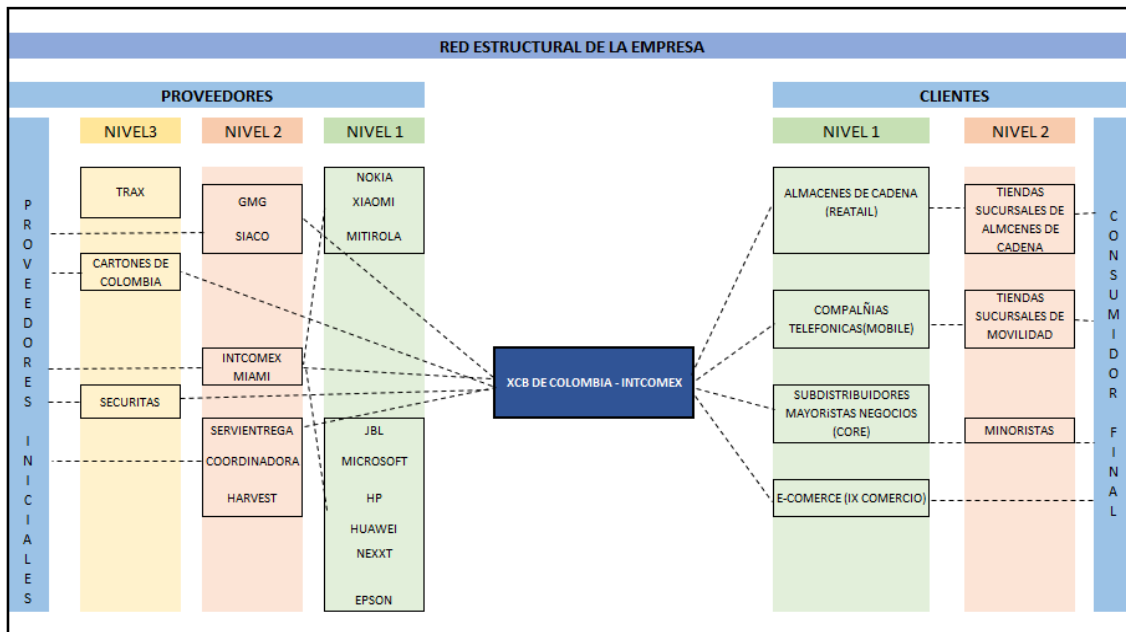 RED ESTRUCTURAL DE LA EMPRESA
PROVEEDORES
CLIENTES
NIVEL3
NIVEL 2
NIVEL 1
NIVEL 1
NIVEL 2
PROVEEDORES INICIALES
TRAX
CARTONES DE
COLOMBIA
SECURITAS
GMG
SIACO
INTCOMEX
MIAMI
SERVIENTREGA
COORDINADORA
HARVEST
NOKIA
XIAOMI
MITIROLA
JBL
MICROSOFT
HP
HUAWEI
NEXXT
EPSON
XCB DE COLOMBIA - INTCOMEX
ALMACENES DE CADENA
(REATAIL)
COMPALÑIAS
TELEFONICAS(MOBILE)
SUBDISTRIBUIDORES
MAYORiSTAS NEGOCIOS
(CORE)
E-COMERCE (IX COMERCIO)
TIENDAS
SUCURSALES DE
ALMCENES DE
CADENA
TIENDAS
SUCURSALES DE
MOVILIDAD
MINORISTAS
CONSUMIDOR FINAL